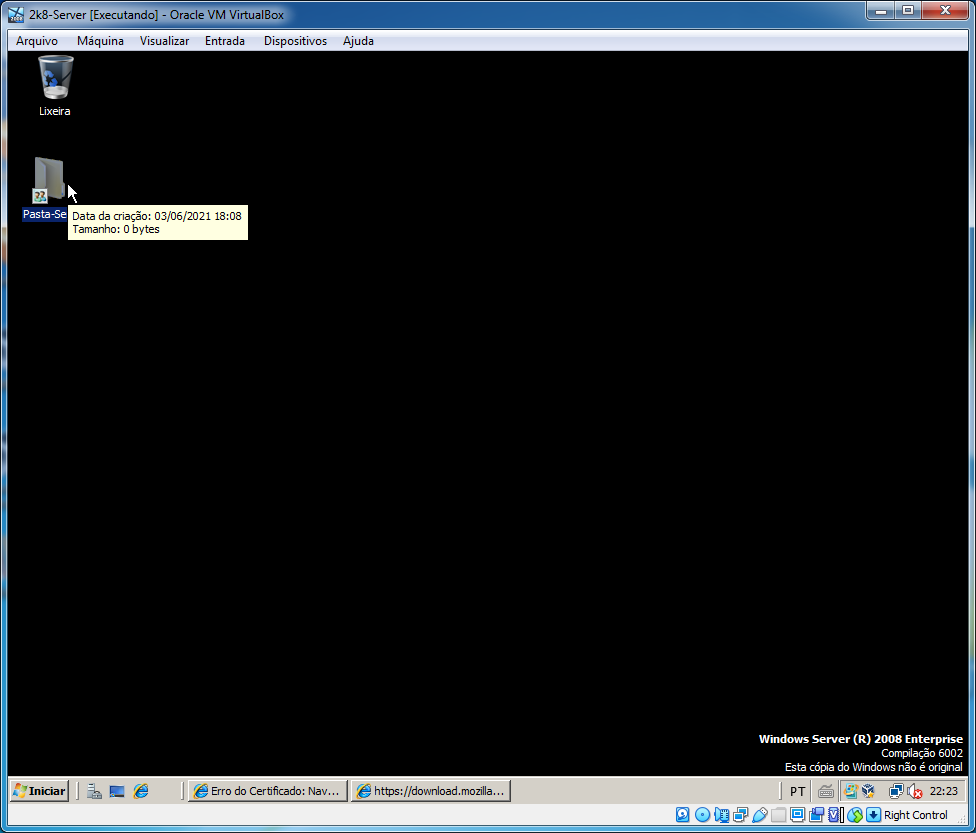 2k8-Server [Executando] - Oracle VM VirtualBox
Arquivo Máquina Visualizar Entrada Dispositivos Ajuda
Lixeira
Pasta-Se
Data da criação: 03/06/2021 18:08
Tamanho: 0 bytes
Windows Server (R) 2008 Enterprise
Compilação 6002
Esta cópia do Windows não é original
Iniciar Erro do Certificado: Nav... https://download.mozilla... PT 22:23
Right Control